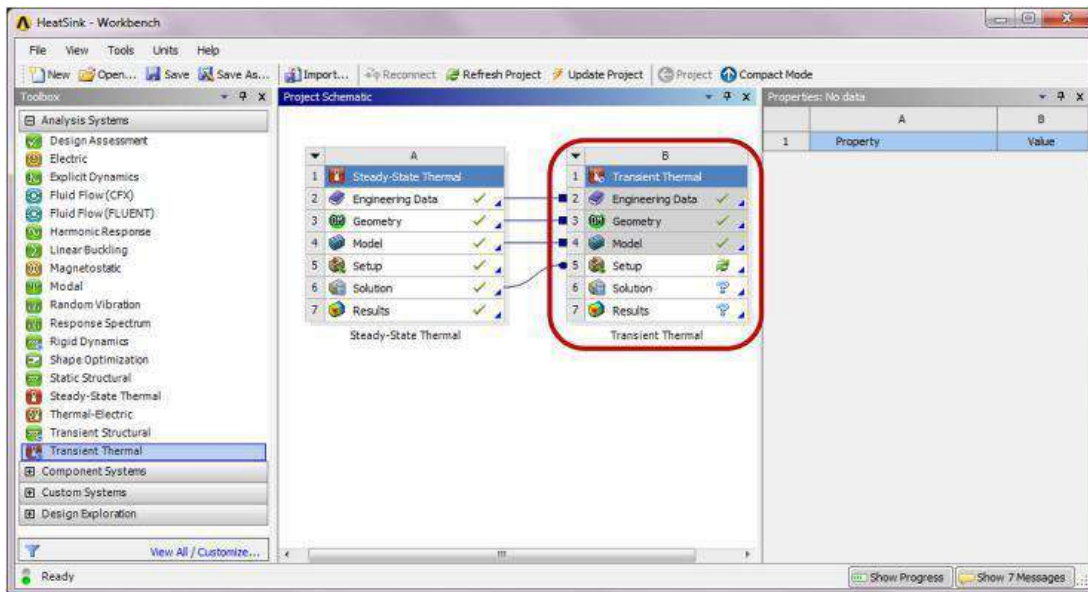 HeatSink - Workbench
File View Tools Units Help
New Open... Save Save As... Import... Reconnect Refresh Project Update Project Project Compact Mode
Toolbox
Analysis Systems
Design Assessment
Electric
Explicit Dynamics
Fluid Flow (CFX)
Fluid Flow (FLUENT)
Harmonic Response
Linear Buckling
Magnetostatic
Modal
Random Vibration
Response Spectrum
Rigid Dynamics
Shape Optimization
Static Structural
Steady-State Thermal
Thermal-Electric
Transient Structural
Transient Thermal
Component Systems
Custom Systems
Design Exploration
View All / Customize...
Project Schematic
A
1 Steady-State Thermal
2 Engineering Data
3 Geometry
4 Model
5 Setup
6 Solution
7 Results
Steady-State Thermal
B
1 Transient Thermal
2 Engineering Data
3 Geometry
4 Model
5 Setup
6 Solution
7 Results
Transient Thermal
Properties: No data
A B
1 Property Value
Ready
Show Progress Show 7 Messages